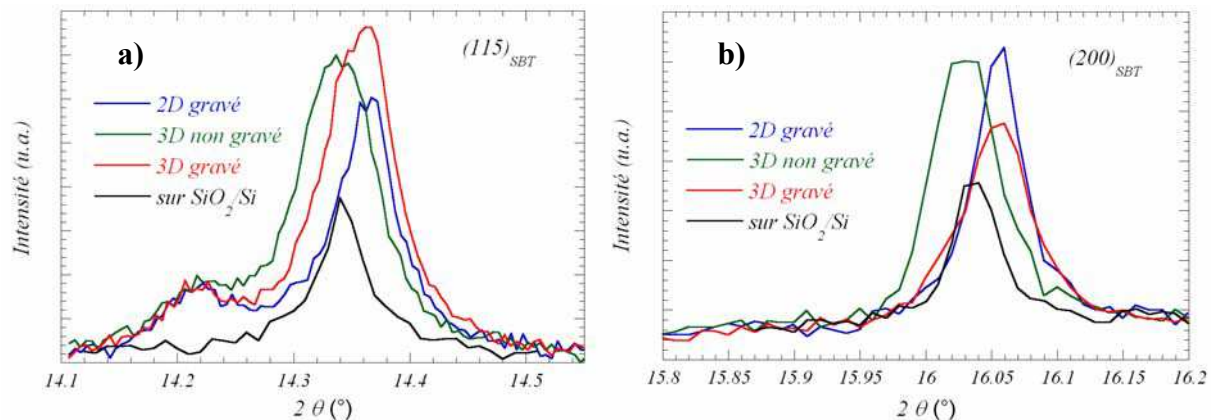 a)
(115)SBT
2D gravé
3D non gravé
3D gravé
sur SiO2/Si
Intensité (u.a.)
14.1 14.2 14.3 14.4 14.5
2 θ (°)
b)
(200)SBT
2D gravé
3D non gravé
3D gravé
sur SiO2/Si
Intensité (u.a.)
15.8 15.85 15.9 15.95 16 16.05 16.1 16.15 16.2
2 θ (°)